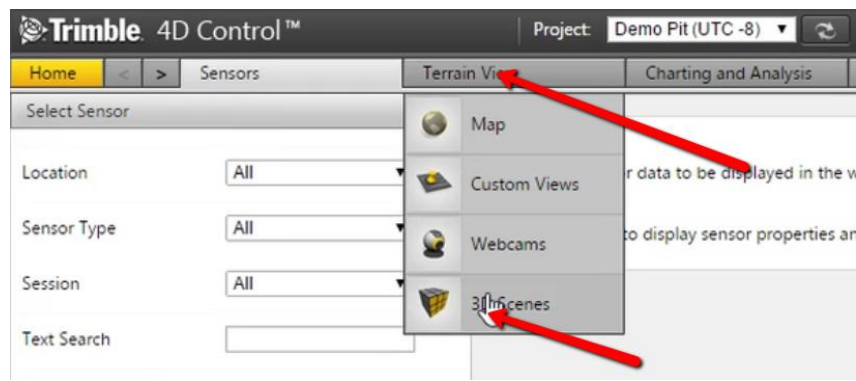 Trimble. 4D Control™ Project: Demo Pit (UTC -8)
Home < > Sensors Terrain View Charting and Analysis
Select Sensor
Map
Location All r data to be displayed in the w
Custom Views
Sensor Type All to display sensor properties an
Webcams
Session All
3D Scenes
Text Search